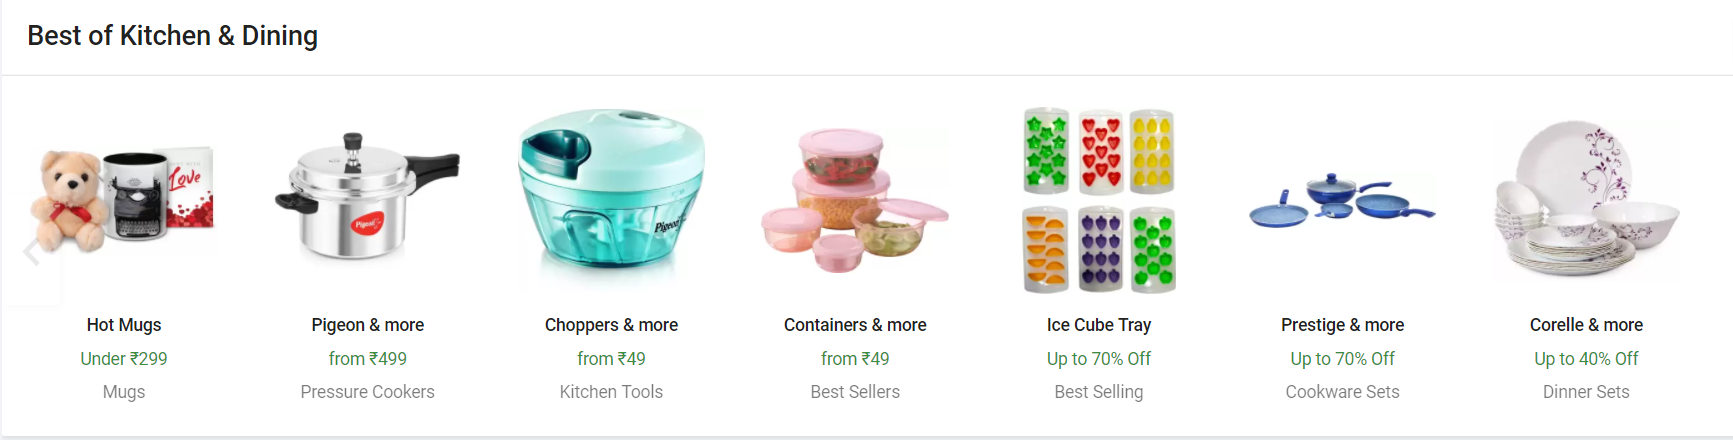 Best of Kitchen & Dining
Love
Pigeon
Pigeon
Hot Mugs
Under ₹299
Mugs
Pigeon & more
from ₹499
Pressure Cookers
Choppers & more
from ₹49
Kitchen Tools
Containers & more
from ₹49
Best Sellers
Ice Cube Tray
Up to 70% Off
Best Selling
Prestige & more
Up to 70% Off
Cookware Sets
Corelle & more
Up to 40% Off
Dinner Sets